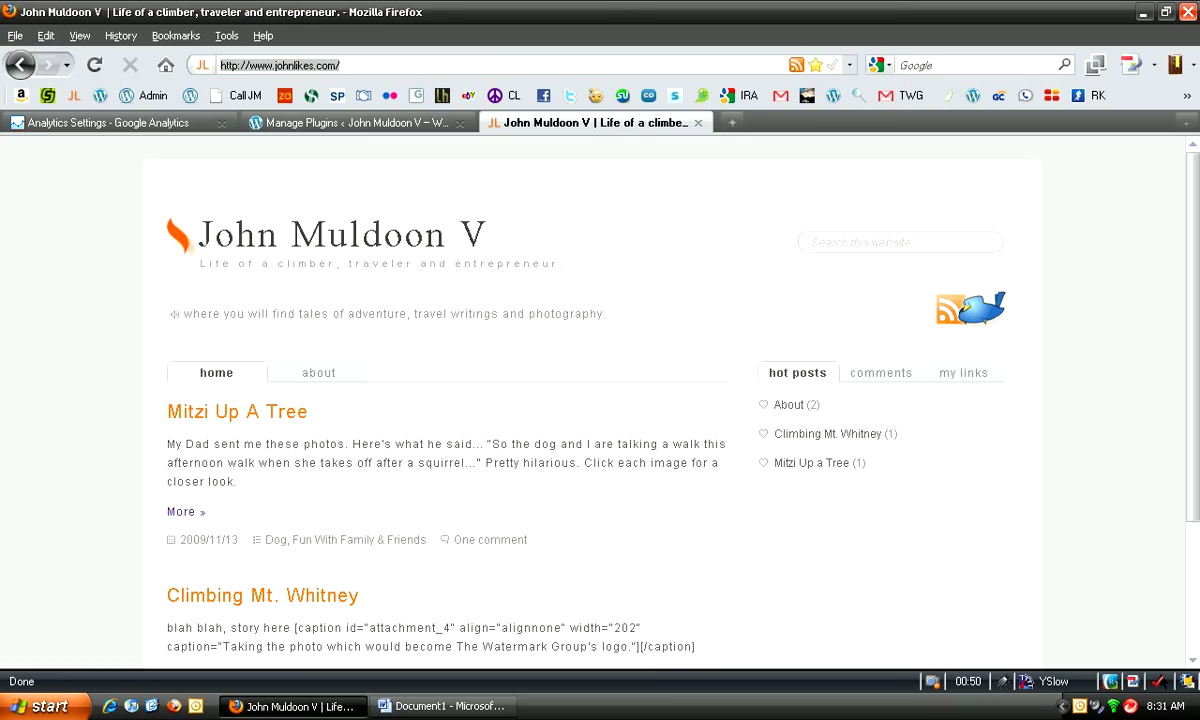 John Muldoon V | Life of a climber, traveler and entrepreneur. - Mozilla Firefox
File Edit View History Bookmarks Tools Help
JL http://www.johnlikes.com/ Google
a JL Admin Call JM za SP CL IRA TWG GC RK »
Analytics Settings - Google Analytics
Manage Plugins ‹ John Muldoon V — W...
JL John Muldoon V | Life of a climbe...
John Muldoon V
Life of a climber, traveler and entrepreneur.
Search this website
where you will find tales of adventure, travel writings and photography.
home about
hot posts comments my links
Mitzi Up A Tree
My Dad sent me these photos. Here's what he said... "So the dog and I are talking a walk this
afternoon walk when she takes off after a squirrel..." Pretty hilarious. Click each image for a
closer look.
More »
2009/11/13 Dog, Fun With Family & Friends One comment
About (2)
Climbing Mt. Whitney (1)
Mitzi Up a Tree (1)
Climbing Mt. Whitney
blah blah, story here [caption id="attachment_4" align="alignnone" width="202"
caption="Taking the photo which would become The Watermark Group's logo."][/caption]
Done 00:50 YSlow
start John Muldoon V | Life... Document1 - Microsof... 8:31 AM